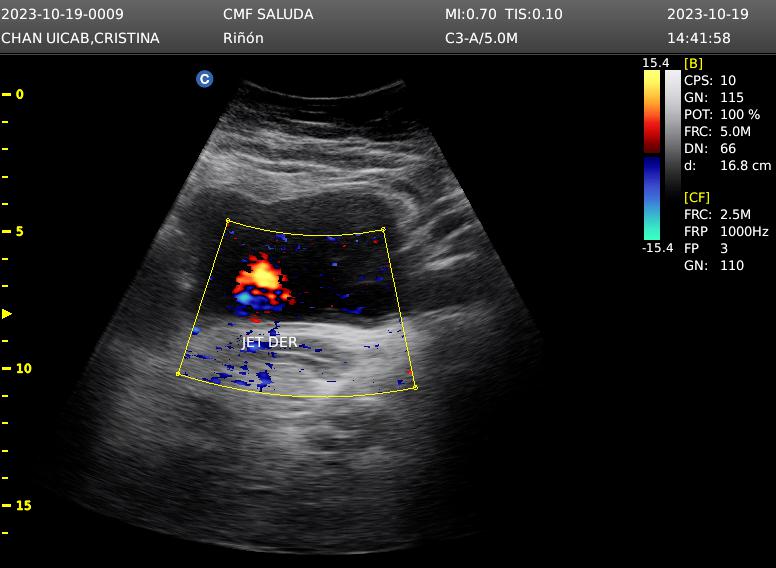 2023-10-19-0009 CMF SALUDA MI:0.70 TIS:0.10 2023-10-19
CHAN UICAB,CRISTINA Riñón C3-A/5.0M 14:41:58
C
15.4
-15.4
[B]
CPS: 10
GN: 115
POT: 100 %
FRC: 5.0M
DN: 66
d: 16.8 cm
[CF]
FRC: 2.5M
FRP 1000Hz
FP 3
GN: 110
0
5
10
15
JET DER